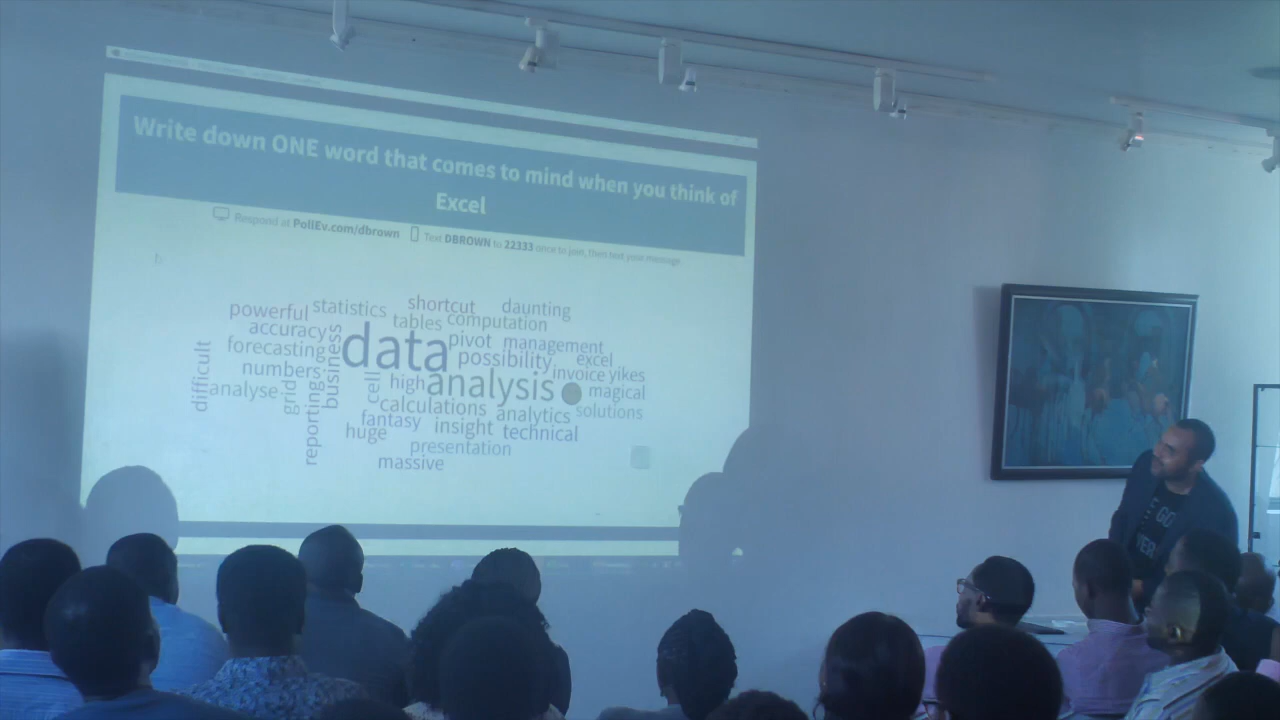 Write down ONE word that comes to mind when you think of
Excel
Respond at PollEv.com/dbrown Text DBROWN to 22333 once to join, then text your message
powerful statistics shortcut daunting
accuracy tables computation
forecasting business data pivot management
difficult numbers possibility excel
analyse grid cell high analysis invoice yikes
magical
reporting calculations analytics solutions
fantasy insight technical
huge
presentation
massive
GO